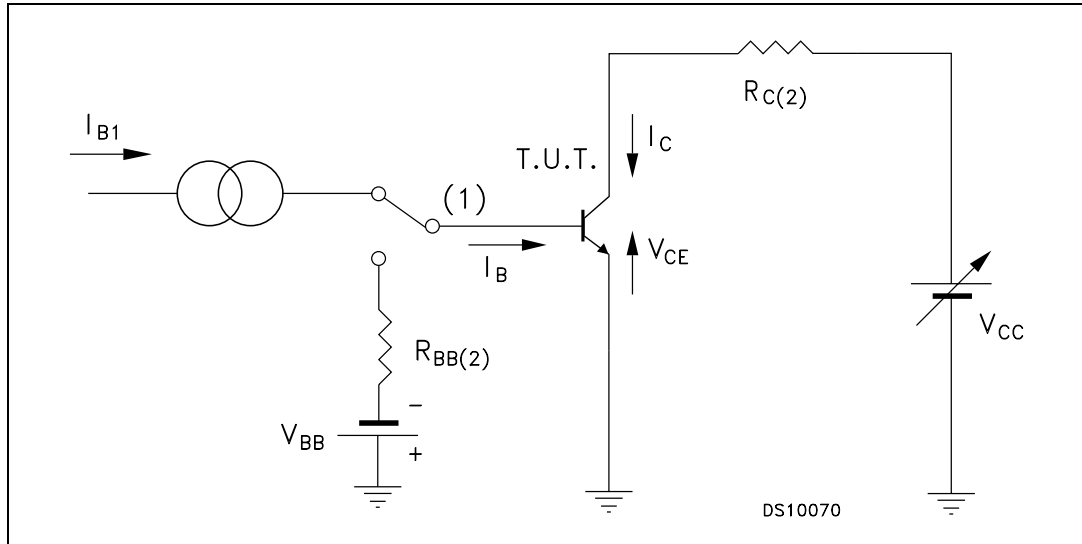 I_B1
R_C(2)
I_C
T.U.T.
(1)
V_CE
I_B
V_CC
R_BB(2)
-
V_BB
+
DS10070